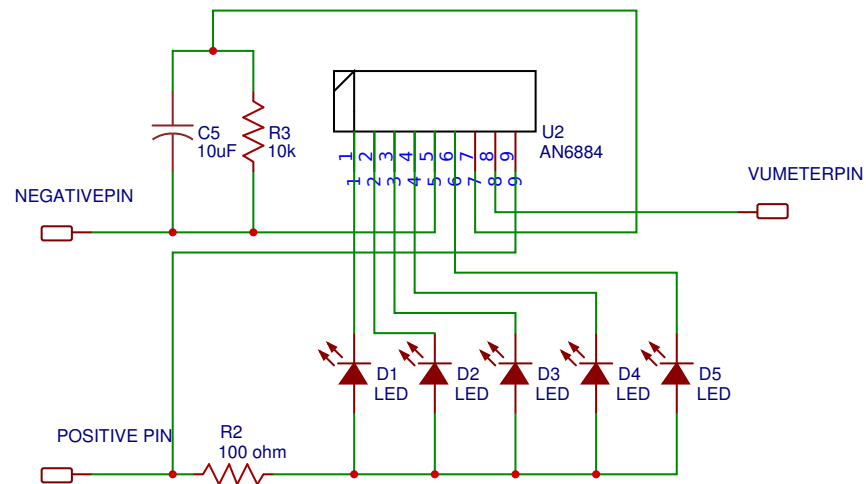 C5
10uF
R3
10k
U2
AN6884
1 2 3 4 5 6 7 8 9
1 2 3 4 5 6 7 8 9
NEGATIVEPIN
VUMETERPIN
D1
LED
D2
LED
D3
LED
D4
LED
D5
LED
POSITIVE PIN
R2
100 ohm